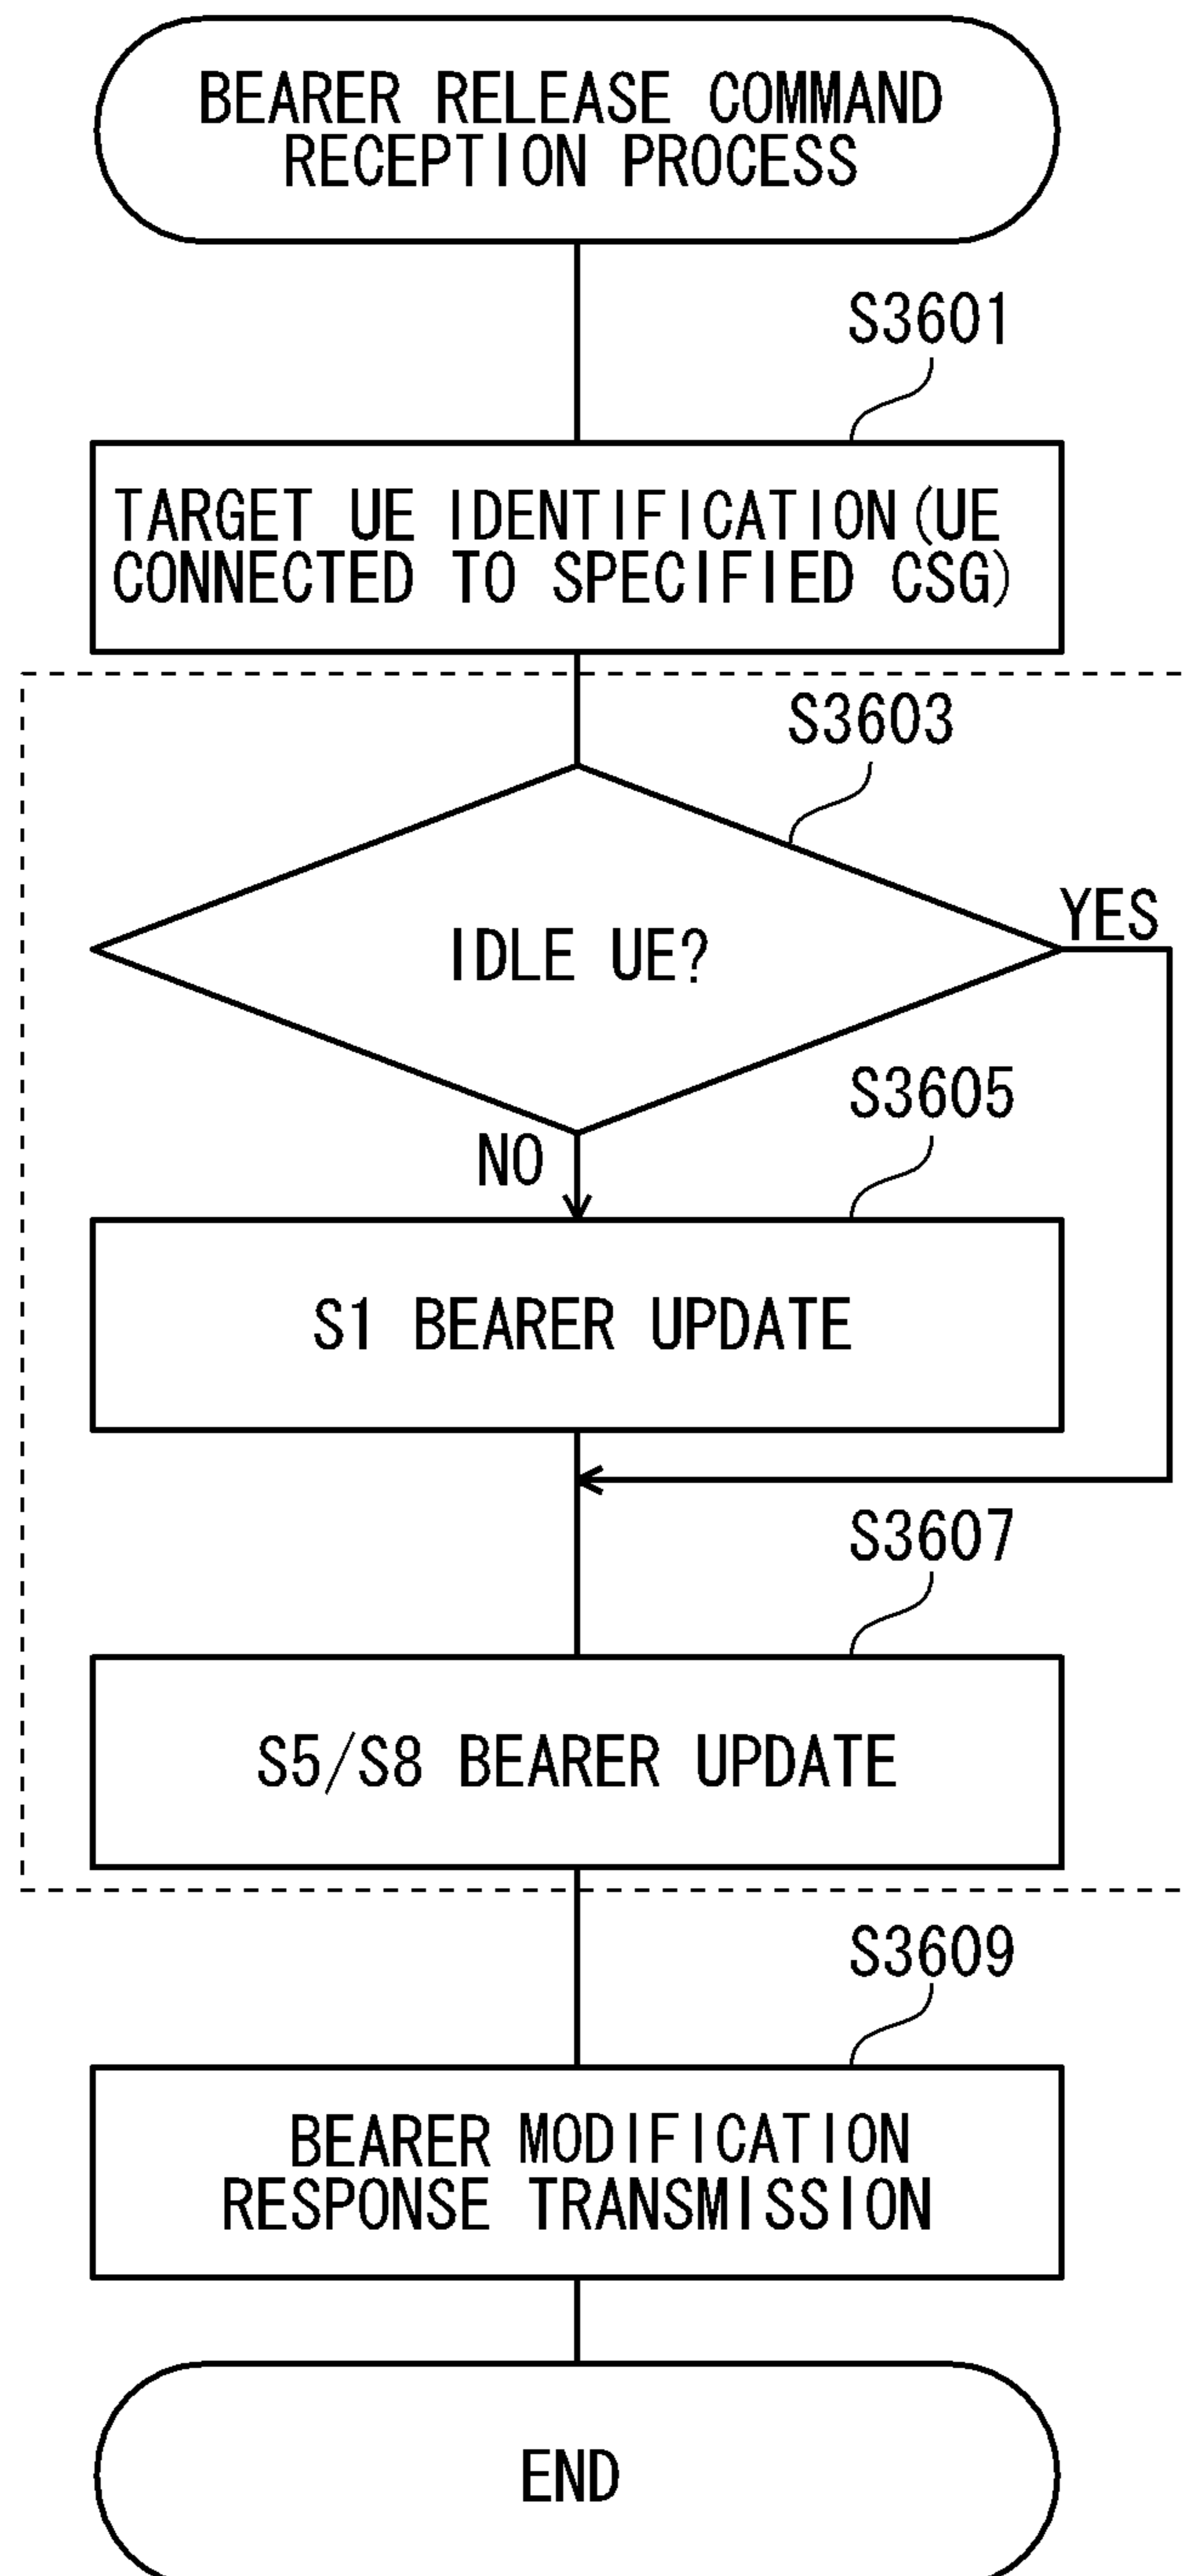 BEARER RELEASE COMMAND
RECEPTION PROCESS
S3601
TARGET UE IDENTIFICATION (UE
CONNECTED TO SPECIFIED CSG)
S3603
IDLE UE?
YES
NO
S3605
S1 BEARER UPDATE
S3607
S5/S8 BEARER UPDATE
S3609
BEARER MODIFICATION
RESPONSE TRANSMISSION
END